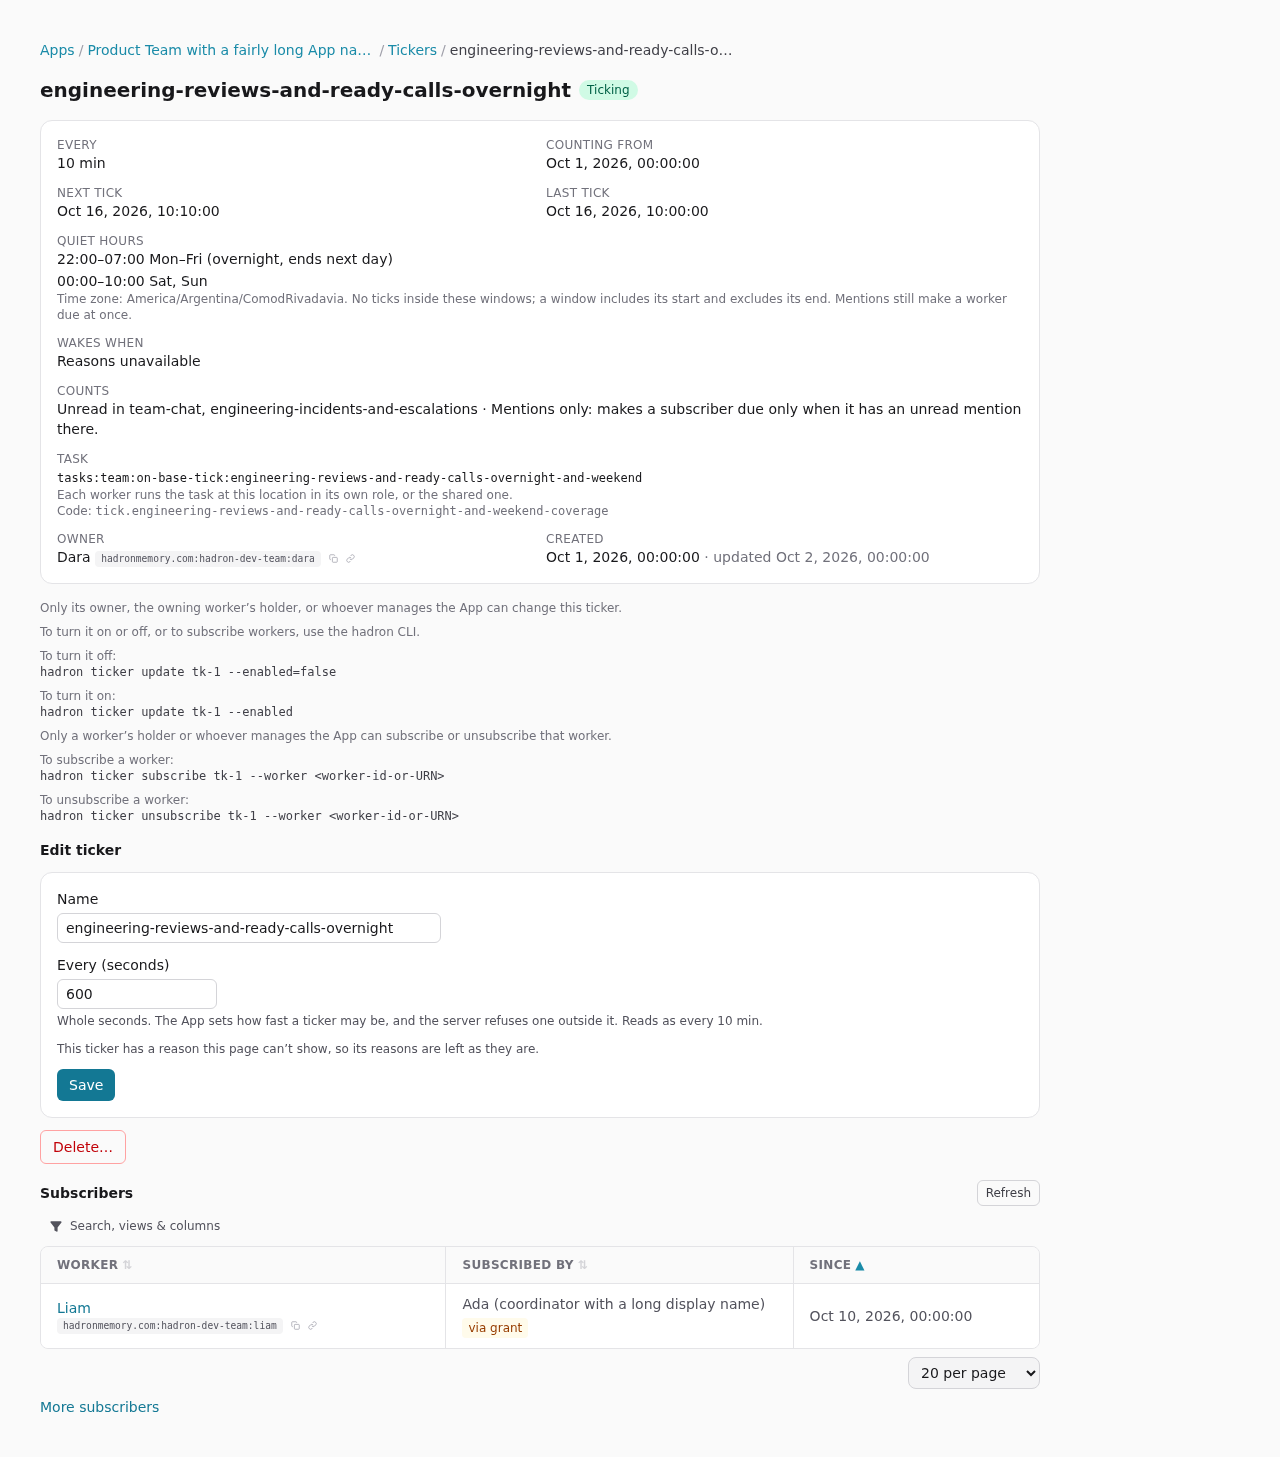 Apps / Product Team with a fairly long App na… / Tickers / engineering-reviews-and-ready-calls-o…
engineering-reviews-and-ready-calls-overnight Ticking
EVERY
10 min
COUNTING FROM
Oct 1, 2026, 00:00:00
NEXT TICK
Oct 16, 2026, 10:10:00
LAST TICK
Oct 16, 2026, 10:00:00
QUIET HOURS
22:00–07:00 Mon–Fri (overnight, ends next day)
00:00–10:00 Sat, Sun
Time zone: America/Argentina/ComodRivadavia. No ticks inside these windows; a window includes its start and excludes its end. Mentions still make a worker
due at once.
WAKES WHEN
Reasons unavailable
COUNTS
Unread in team-chat, engineering-incidents-and-escalations · Mentions only: makes a subscriber due only when it has an unread mention
there.
TASK
tasks:team:on-base-tick:engineering-reviews-and-ready-calls-overnight-and-weekend
Each worker runs the task at this location in its own role, or the shared one.
Code: tick.engineering-reviews-and-ready-calls-overnight-and-weekend-coverage
OWNER
Dara hadronmemory.com:hadron-dev-team:dara
CREATED
Oct 1, 2026, 00:00:00 · updated Oct 2, 2026, 00:00:00
Only its owner, the owning worker’s holder, or whoever manages the App can change this ticker.
To turn it on or off, or to subscribe workers, use the hadron CLI.
To turn it off:
hadron ticker update tk-1 --enabled=false
To turn it on:
hadron ticker update tk-1 --enabled
Only a worker’s holder or whoever manages the App can subscribe or unsubscribe that worker.
To subscribe a worker:
hadron ticker subscribe tk-1 --worker <worker-id-or-URN>
To unsubscribe a worker:
hadron ticker unsubscribe tk-1 --worker <worker-id-or-URN>
Edit ticker
Name
engineering-reviews-and-ready-calls-overnight
Every (seconds)
600
Whole seconds. The App sets how fast a ticker may be, and the server refuses one outside it. Reads as every 10 min.
This ticker has a reason this page can’t show, so its reasons are left as they are.
Save
Delete…
Subscribers
Refresh
Search, views & columns
WORKER ⇅
SUBSCRIBED BY ⇅
SINCE ▲
Liam
hadronmemory.com:hadron-dev-team:liam
Ada (coordinator with a long display name)
via grant
Oct 10, 2026, 00:00:00
20 per page
More subscribers